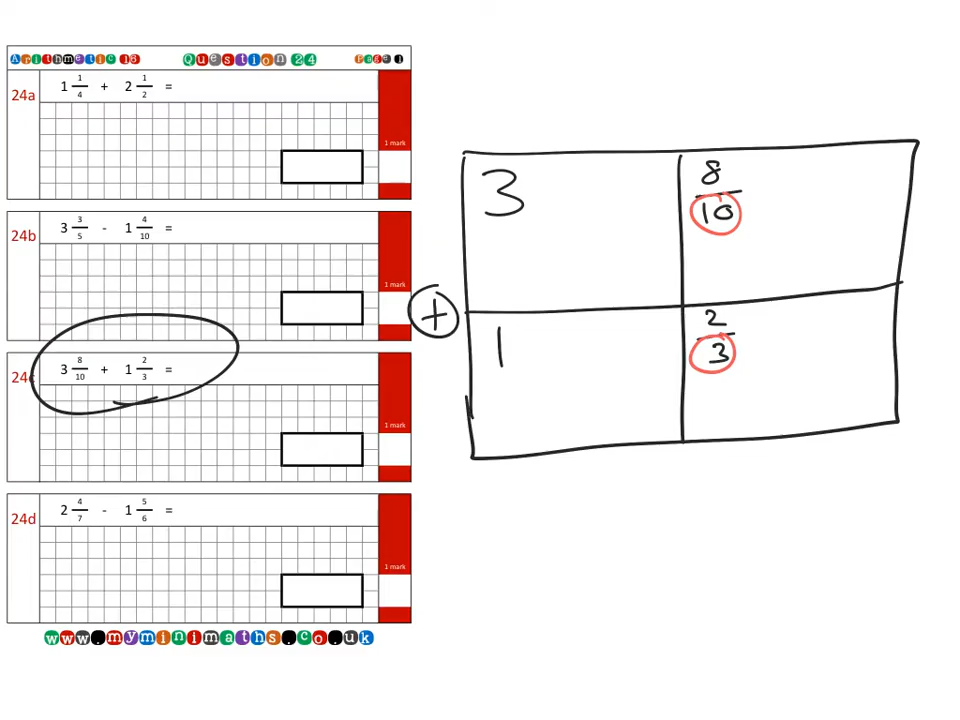 Arithmetic 18 Question 24 Page 1
24a 1 1/4 + 2 1/2 =
1 mark
24b 3 3/5 - 1 4/10 =
1 mark
24c 3 8/10 + 1 2/3 =
1 mark
24d 2 4/7 - 1 5/6 =
1 mark
www.myminimaths.co.uk
3 8/10
+
1 2/3